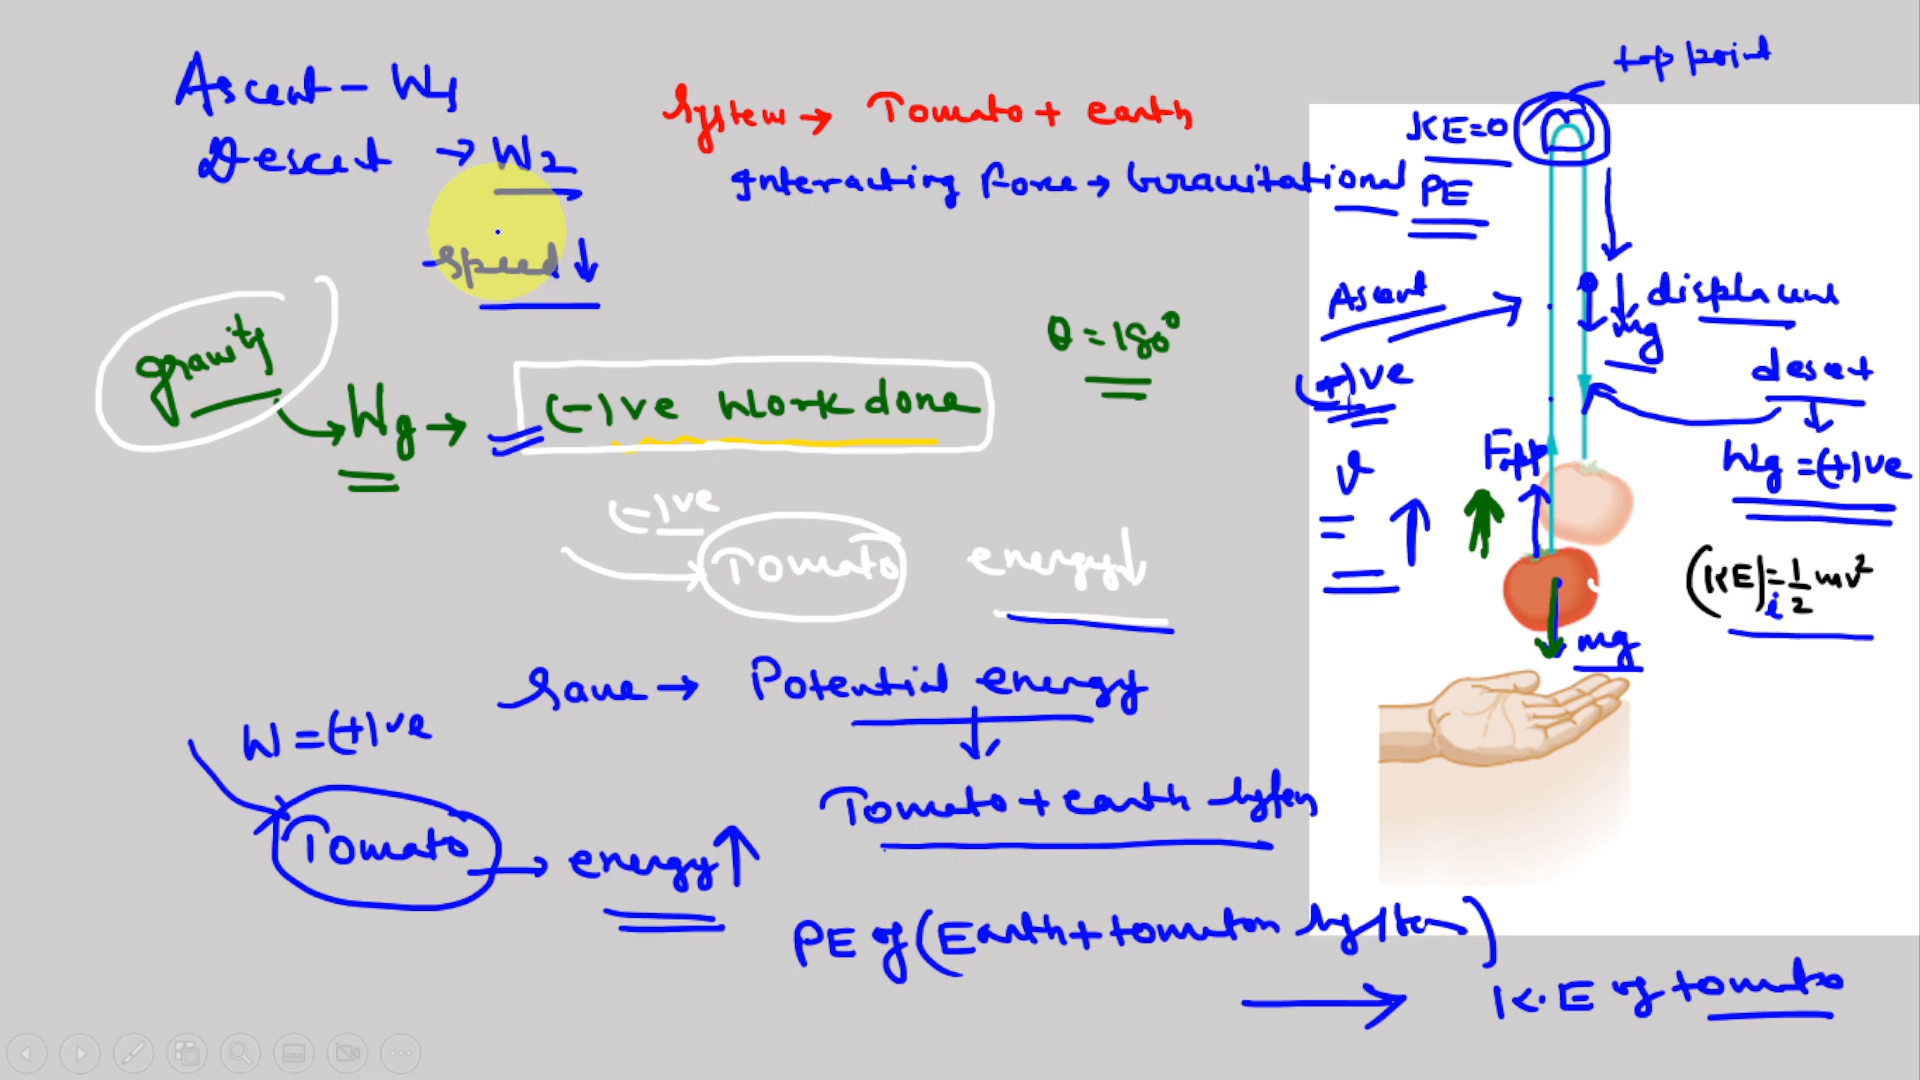 Ascent - W1
Descent → W2
speed ↓
System → Tomato + earth
Interacting force → Gravitational
top point
KE=0
PE
Ascent
displacement
mg
(+)ve
v
descent
Wg = (+)ve
Fapp
(KE)i = 1/2 mv²
mg
θ = 180°
gravity
Wg → (-)ve Work done
(-)ve
Tomato energy ↓
Save → Potential energy
W = (+)ve
Tomato + earth system
Tomato → energy ↑
PE of (Earth + tomaton system)
→ K.E of tomato